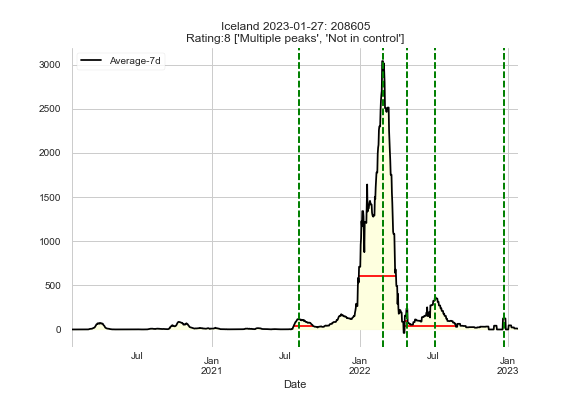 Iceland 2023-01-27: 208605
Rating:8 ['Multiple peaks', 'Not in control']
Average-7d
3000
2500
2000
1500
1000
500
0
Jul
Jan
2021
Jul
Jan
2022
Jul
Jan
2023
Date